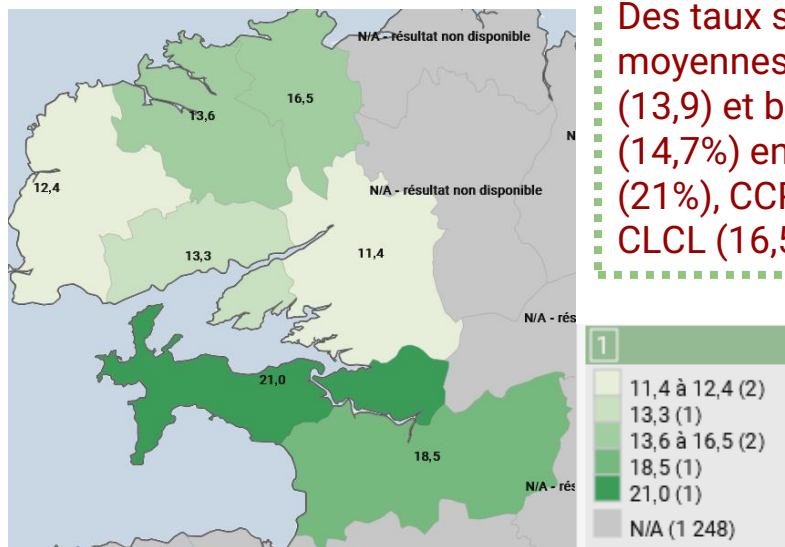 Des taux s
moyennes
(13,9) et b
(14,7%) en
(21%), CCP
CLCL (16,5
N/A - résultat non disponible
16,5
13,6
N
12,4
N/A - résultat non disponible
13,3
11,4
N/A - rés
21,0
18,5
N/A - rés
1
11,4 à 12,4 (2)
13,3 (1)
13,6 à 16,5 (2)
18,5 (1)
21,0 (1)
N/A (1 248)